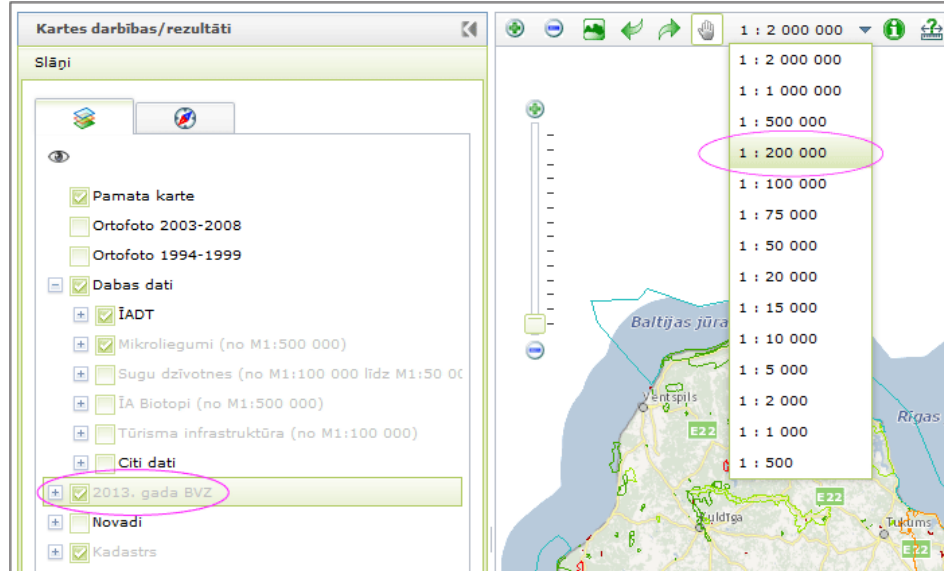 Kartes darbības/rezultāti
Slāņi
Pamata karte
Ortofoto 2003-2008
Ortofoto 1994-1999
Dabas dati
ĪADT
Mikroliegumi (no M1:500 000)
Sugu dzīvotnes (no M1:100 000 līdz M1:50 00
ĪA Biotopi (no M1:500 000)
Tūrisma infrastruktūra (no M1:100 000)
Citi dati
2013. gada BVZ
Novadi
Kadastrs
1 : 2 000 000
1 : 2 000 000
1 : 1 000 000
1 : 500 000
1 : 200 000
1 : 100 000
1 : 75 000
1 : 50 000
1 : 20 000
1 : 15 000
1 : 10 000
1 : 5 000
1 : 2 000
1 : 1 000
1 : 500
Baltijas jūra
Ventspils
Rīgas
E22
E22
Kuldīga
Tukums
E22